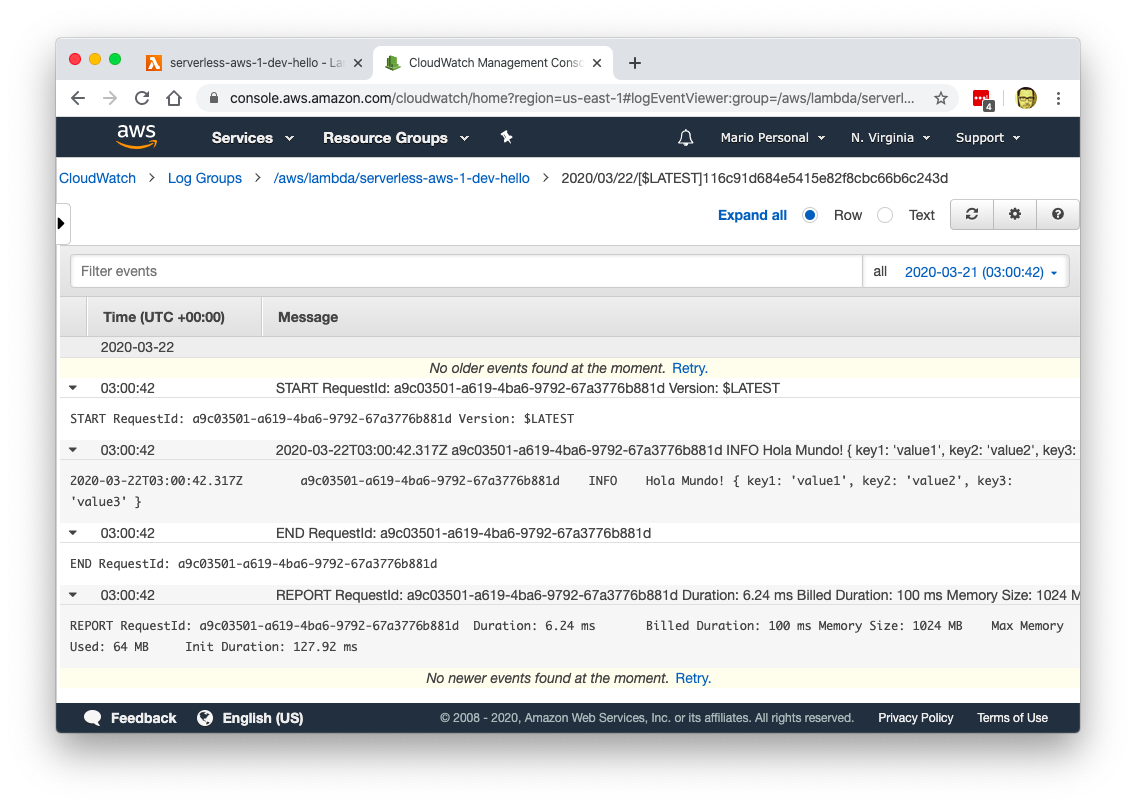 serverless-aws-1-dev-hello - La
CloudWatch Management Conso
console.aws.amazon.com/cloudwatch/home?region=us-east-1#logEventViewer:group=/aws/lambda/serverl...
4
aws Services Resource Groups Mario Personal N. Virginia Support
CloudWatch > Log Groups > /aws/lambda/serverless-aws-1-dev-hello > 2020/03/22/[$LATEST]116c91d684e5415e82f8cbc66b6c243d
Expand all Row Text
Filter events all 2020-03-21 (03:00:42)
Time (UTC +00:00) Message
2020-03-22
No older events found at the moment. Retry.
03:00:42 START RequestId: a9c03501-a619-4ba6-9792-67a3776b881d Version: $LATEST
START RequestId: a9c03501-a619-4ba6-9792-67a3776b881d Version: $LATEST
03:00:42 2020-03-22T03:00:42.317Z a9c03501-a619-4ba6-9792-67a3776b881d INFO Hola Mundo! { key1: 'value1', key2: 'value2', key3:
2020-03-22T03:00:42.317Z a9c03501-a619-4ba6-9792-67a3776b881d INFO Hola Mundo! { key1: 'value1', key2: 'value2', key3:
'value3' }
03:00:42 END RequestId: a9c03501-a619-4ba6-9792-67a3776b881d
END RequestId: a9c03501-a619-4ba6-9792-67a3776b881d
03:00:42 REPORT RequestId: a9c03501-a619-4ba6-9792-67a3776b881d Duration: 6.24 ms Billed Duration: 100 ms Memory Size: 1024 M
REPORT RequestId: a9c03501-a619-4ba6-9792-67a3776b881d Duration: 6.24 ms Billed Duration: 100 ms Memory Size: 1024 MB Max Memory
Used: 64 MB Init Duration: 127.92 ms
No newer events found at the moment. Retry.
Feedback English (US) © 2008 - 2020, Amazon Web Services, Inc. or its affiliates. All rights reserved. Privacy Policy Terms of Use